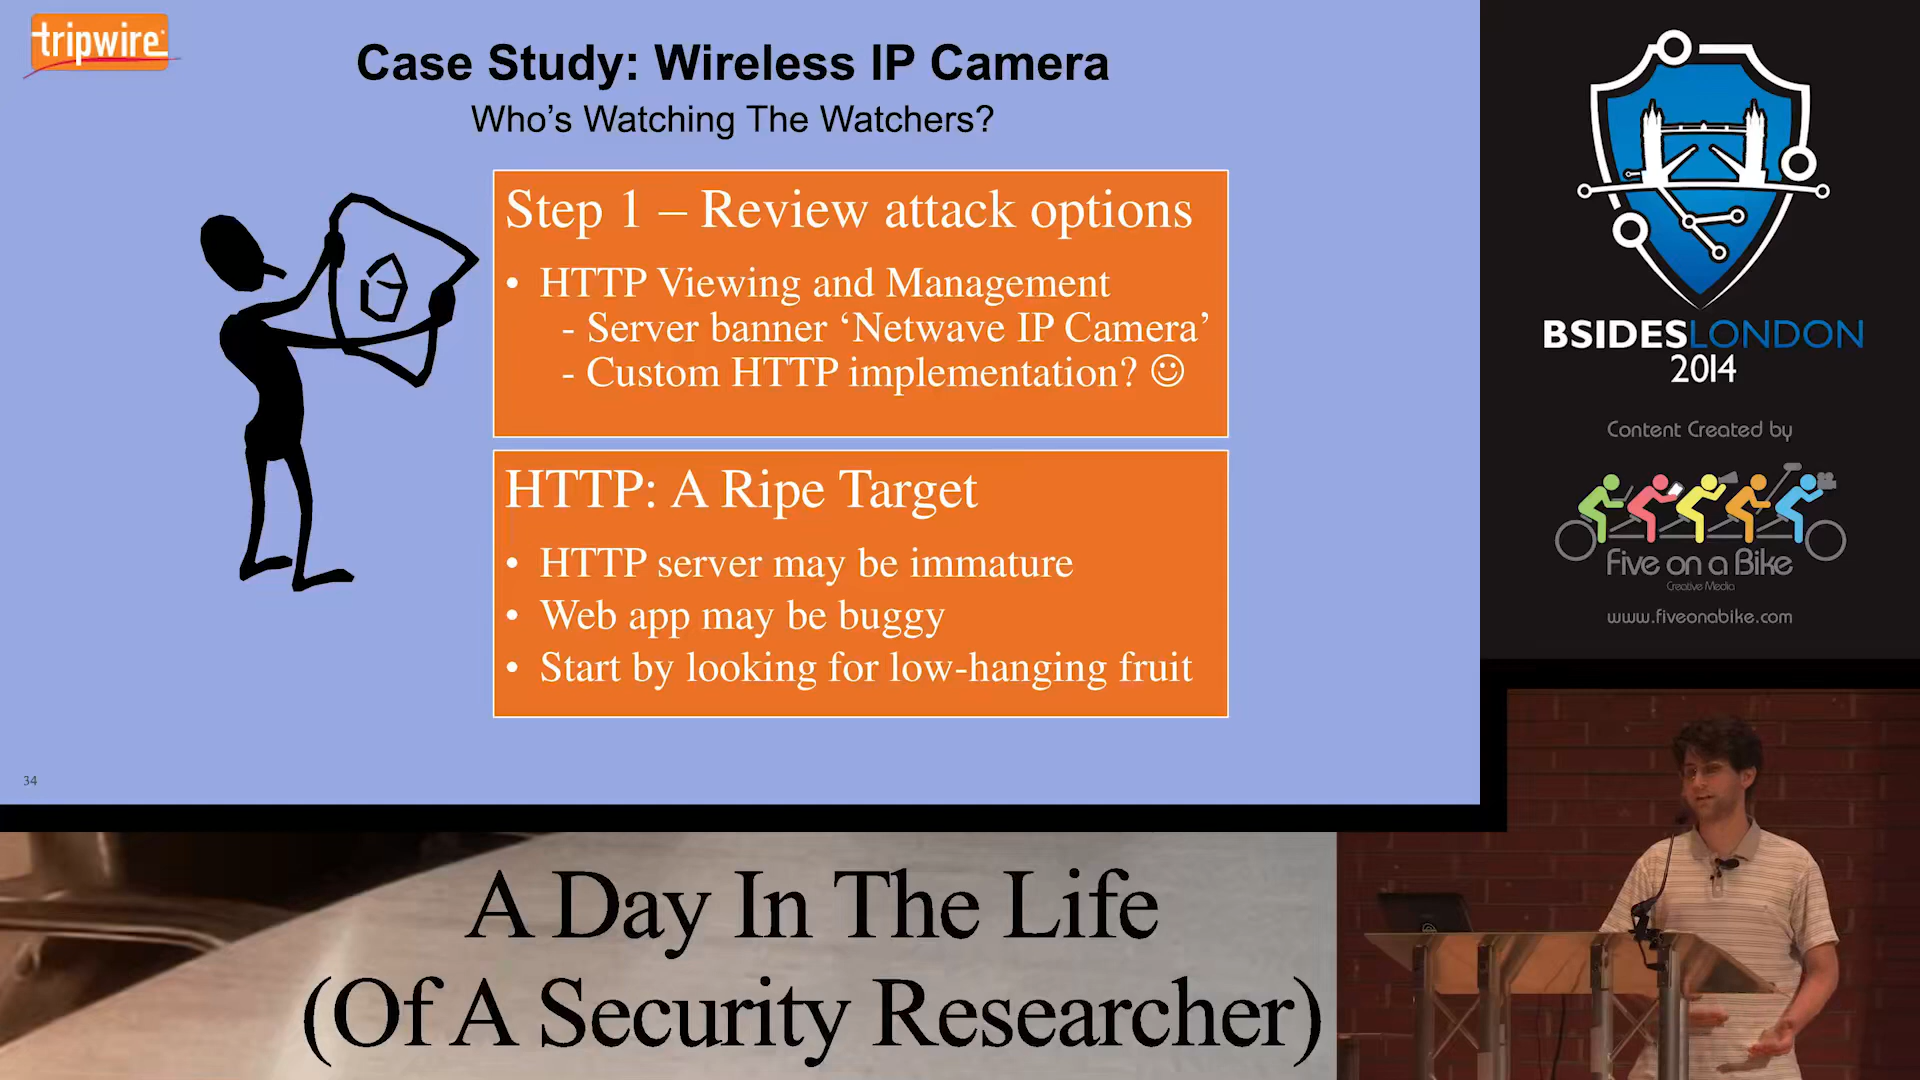 tripwire
Case Study: Wireless IP Camera
Who's Watching The Watchers?
Step 1 – Review attack options
• HTTP Viewing and Management
- Server banner ‘Netwave IP Camera’
- Custom HTTP implementation? ☺
HTTP: A Ripe Target
• HTTP server may be immature
• Web app may be buggy
• Start by looking for low-hanging fruit
34
BSIDESLONDON
2014
Content Created by
Five on a Bike
Creative Media
www.fiveonabike.com
A Day In The Life
(Of A Security Researcher)